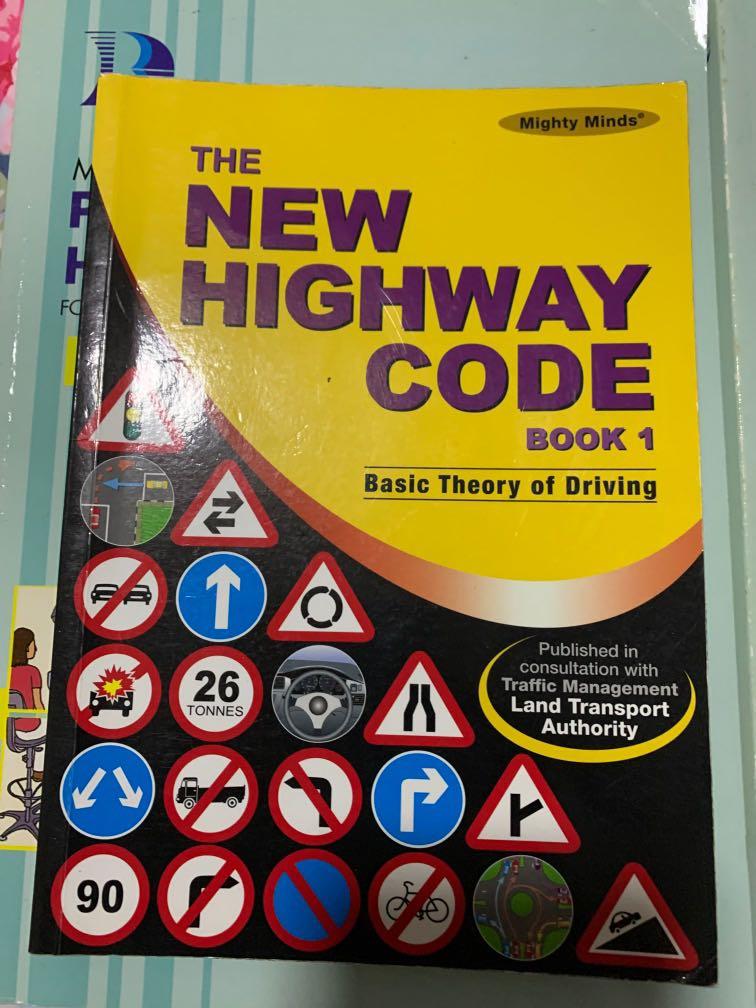 Mighty Minds®
THE
NEW
HIGHWAY
CODE
BOOK 1
Basic Theory of Driving
Published in
consultation with
Traffic Management
Land Transport
Authority
26
TONNES
90